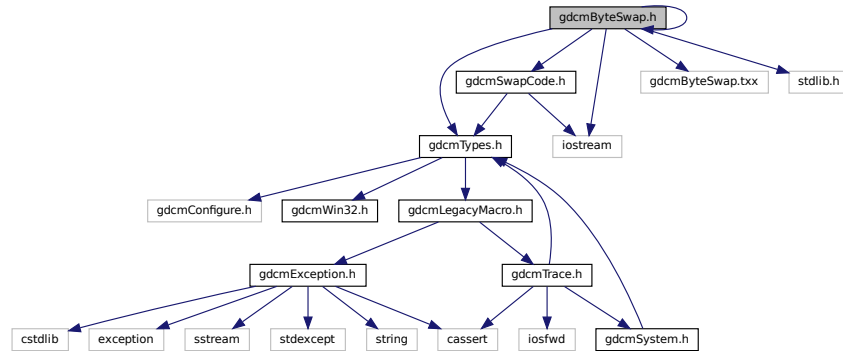 gdcmByteSwap.h
gdcmSwapCode.h
gdcmByteSwap.txx
stdlib.h
gdcmTypes.h
iostream
gdcmConfigure.h
gdcmWin32.h
gdcmLegacyMacro.h
gdcmException.h
gdcmTrace.h
cstdlib
exception
sstream
stdexcept
string
cassert
iosfwd
gdcmSystem.h